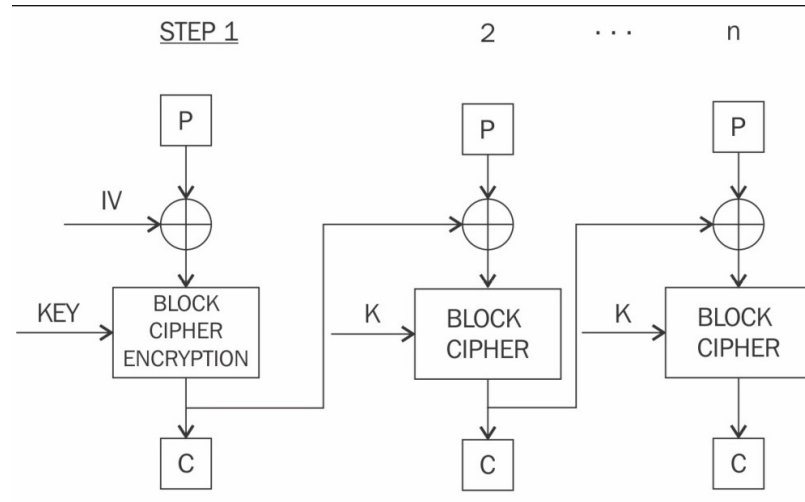 STEP 1 2 ... n
P P P
IV
KEY BLOCK CIPHER ENCRYPTION K BLOCK CIPHER K BLOCK CIPHER
C C C